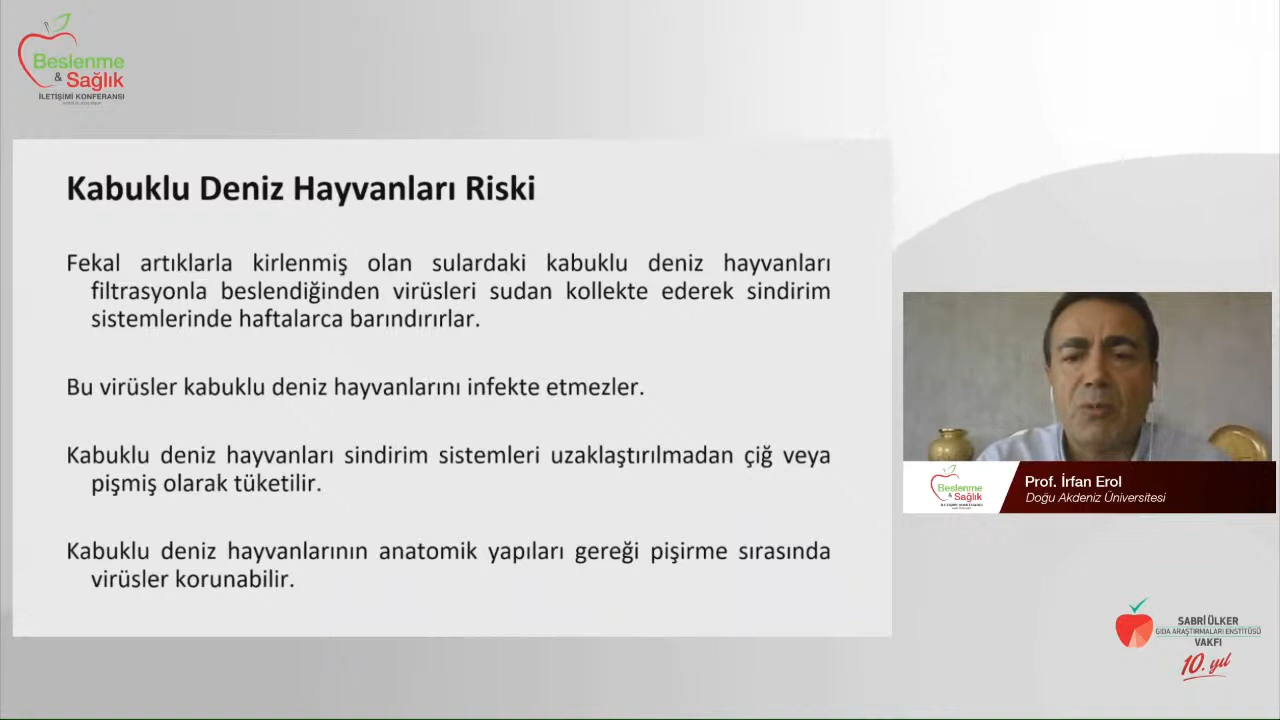 Beslenme
& Sağlık
İLETİŞİMİ KONFERANSI
Kabuklu Deniz Hayvanları Riski
Fekal artıklarla kirlenmiş olan sulardaki kabuklu deniz hayvanları
filtrasyonla beslendiğinden virüsleri sudan kollekte ederek sindirim
sistemlerinde haftalarca barındırırlar.
Bu virüsler kabuklu deniz hayvanlarını infekte etmezler.
Kabuklu deniz hayvanları sindirim sistemleri uzaklaştırılmadan çiğ veya
pişmiş olarak tüketilir.
Kabuklu deniz hayvanlarının anatomik yapıları gereği pişirme sırasında
virüsler korunabilir.
Beslenme
& Sağlık
Prof. İrfan Erol
Doğu Akdeniz Üniversitesi
SABRİ ÜLKER
GIDA ARAŞTIRMALARI ENSTİTÜSÜ
VAKFI
10. yıl